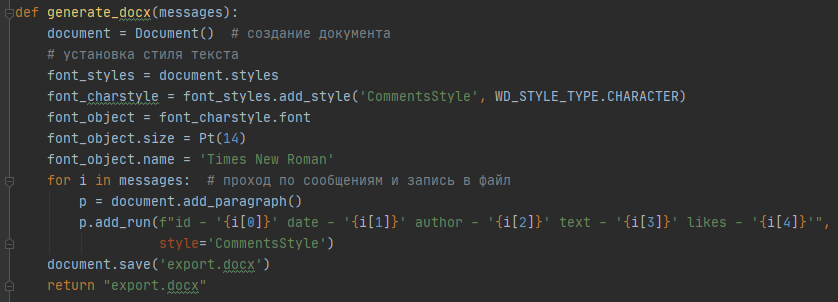 def generate_docx(messages):
    document = Document()  # создание документа
    # установка стиля текста
    font_styles = document.styles
    font_charstyle = font_styles.add_style('CommentsStyle', WD_STYLE_TYPE.CHARACTER)
    font_object = font_charstyle.font
    font_object.size = Pt(14)
    font_object.name = 'Times New Roman'
    for i in messages:  # проход по сообщениям и запись в файл
        p = document.add_paragraph()
        p.add_run(f"id - '{i[0]}' date - '{i[1]}' author - '{i[2]}' text - '{i[3]}' likes - '{i[4]}'",
                  style='CommentsStyle')
    document.save('export.docx')
    return "export.docx"